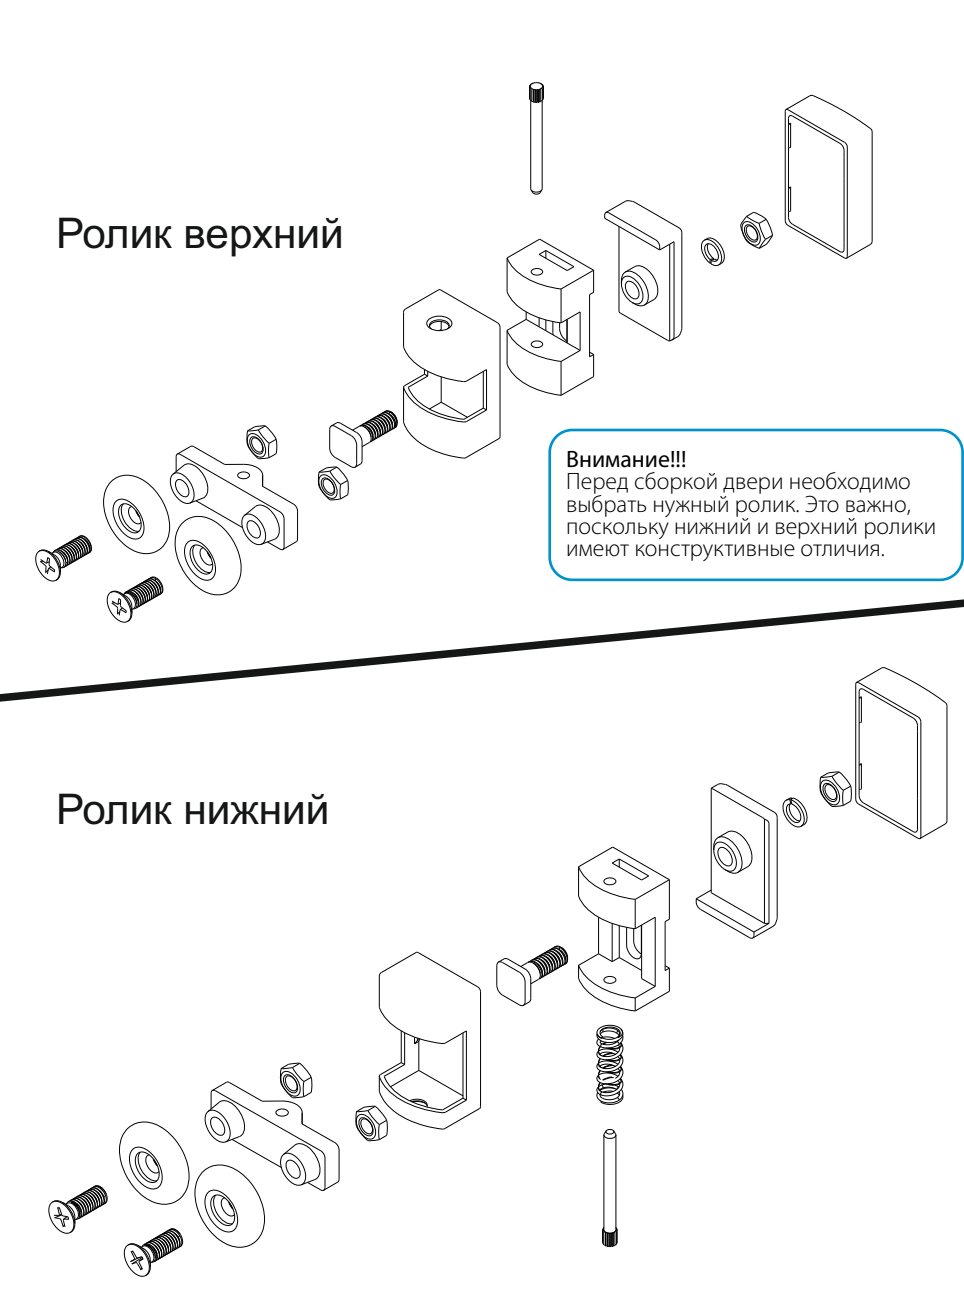 Ролик верхний
Внимание!!!
Перед сборкой двери необходимо
выбрать нужный ролик. Это важно,
поскольку нижний и верхний ролики
имеют конструктивные отличия.
Ролик нижний